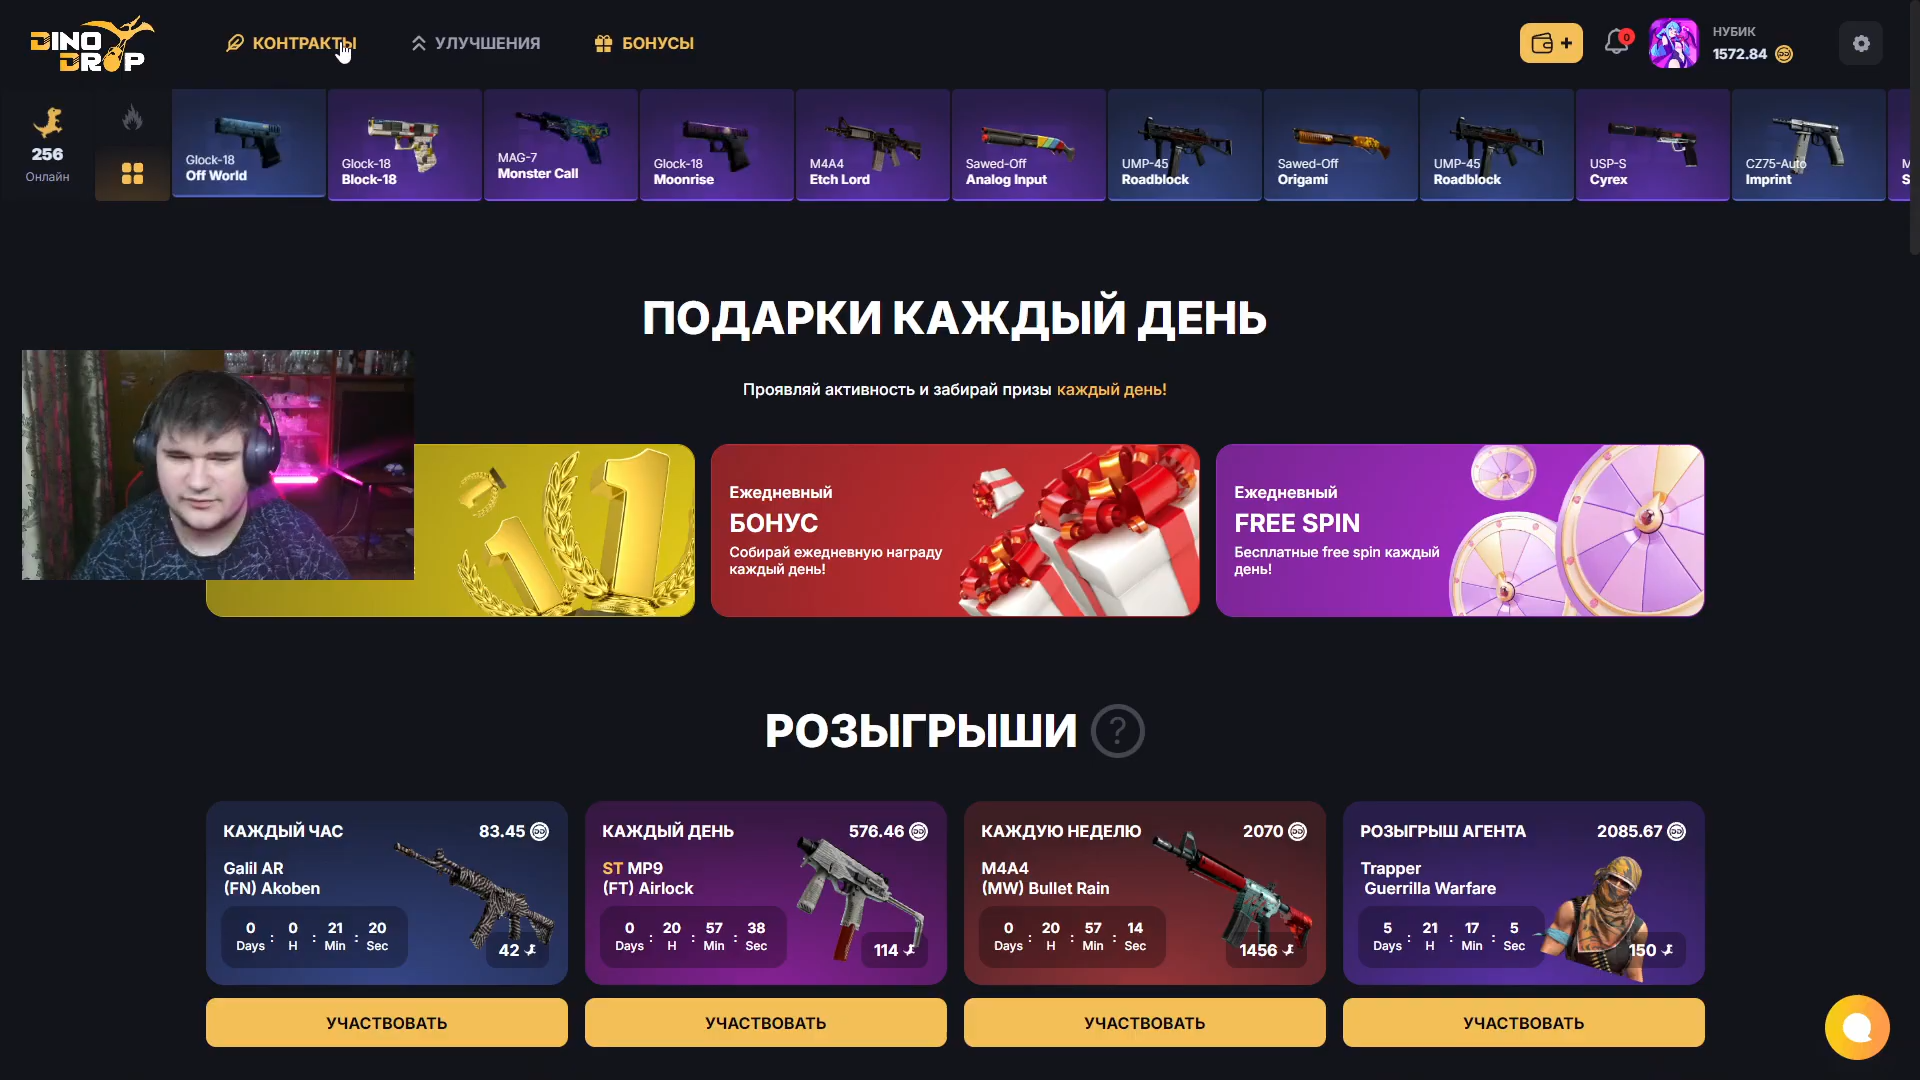 DINO DROP
КОНТРАКТЫ
УЛУЧШЕНИЯ
БОНУСЫ
0
НУБИК
1572.84
256
Онлайн
Glock-18
Off World
Glock-18
Block-18
MAG-7
Monster Call
Glock-18
Moonrise
M4A4
Etch Lord
Sawed-Off
Analog Input
UMP-45
Roadblock
Sawed-Off
Origami
UMP-45
Roadblock
USP-S
Cyrex
CZ75-Auto
Imprint
ПОДАРКИ КАЖДЫЙ ДЕНЬ
Проявляй активность и забирай призы каждый день!
Ежедневный
БОНУС
Собирай ежедневную награду
каждый день!
Ежедневный
FREE SPIN
Бесплатные free spin каждый
день!
РОЗЫГРЫШИ ?
КАЖДЫЙ ЧАС 83.45
Galil AR
(FN) Akoben
0 : 0 : 21 : 20
Days H Min Sec
42
УЧАСТВОВАТЬ
КАЖДЫЙ ДЕНЬ 576.46
ST MP9
(FT) Airlock
0 : 20 : 57 : 38
Days H Min Sec
114
УЧАСТВОВАТЬ
КАЖДУЮ НЕДЕЛЮ 2070
M4A4
(MW) Bullet Rain
0 : 20 : 57 : 14
Days H Min Sec
1456
УЧАСТВОВАТЬ
РОЗЫГРЫШ АГЕНТА 2085.67
Trapper
Guerrilla Warfare
5 : 21 : 17 : 5
Days H Min Sec
150
УЧАСТВОВАТЬ